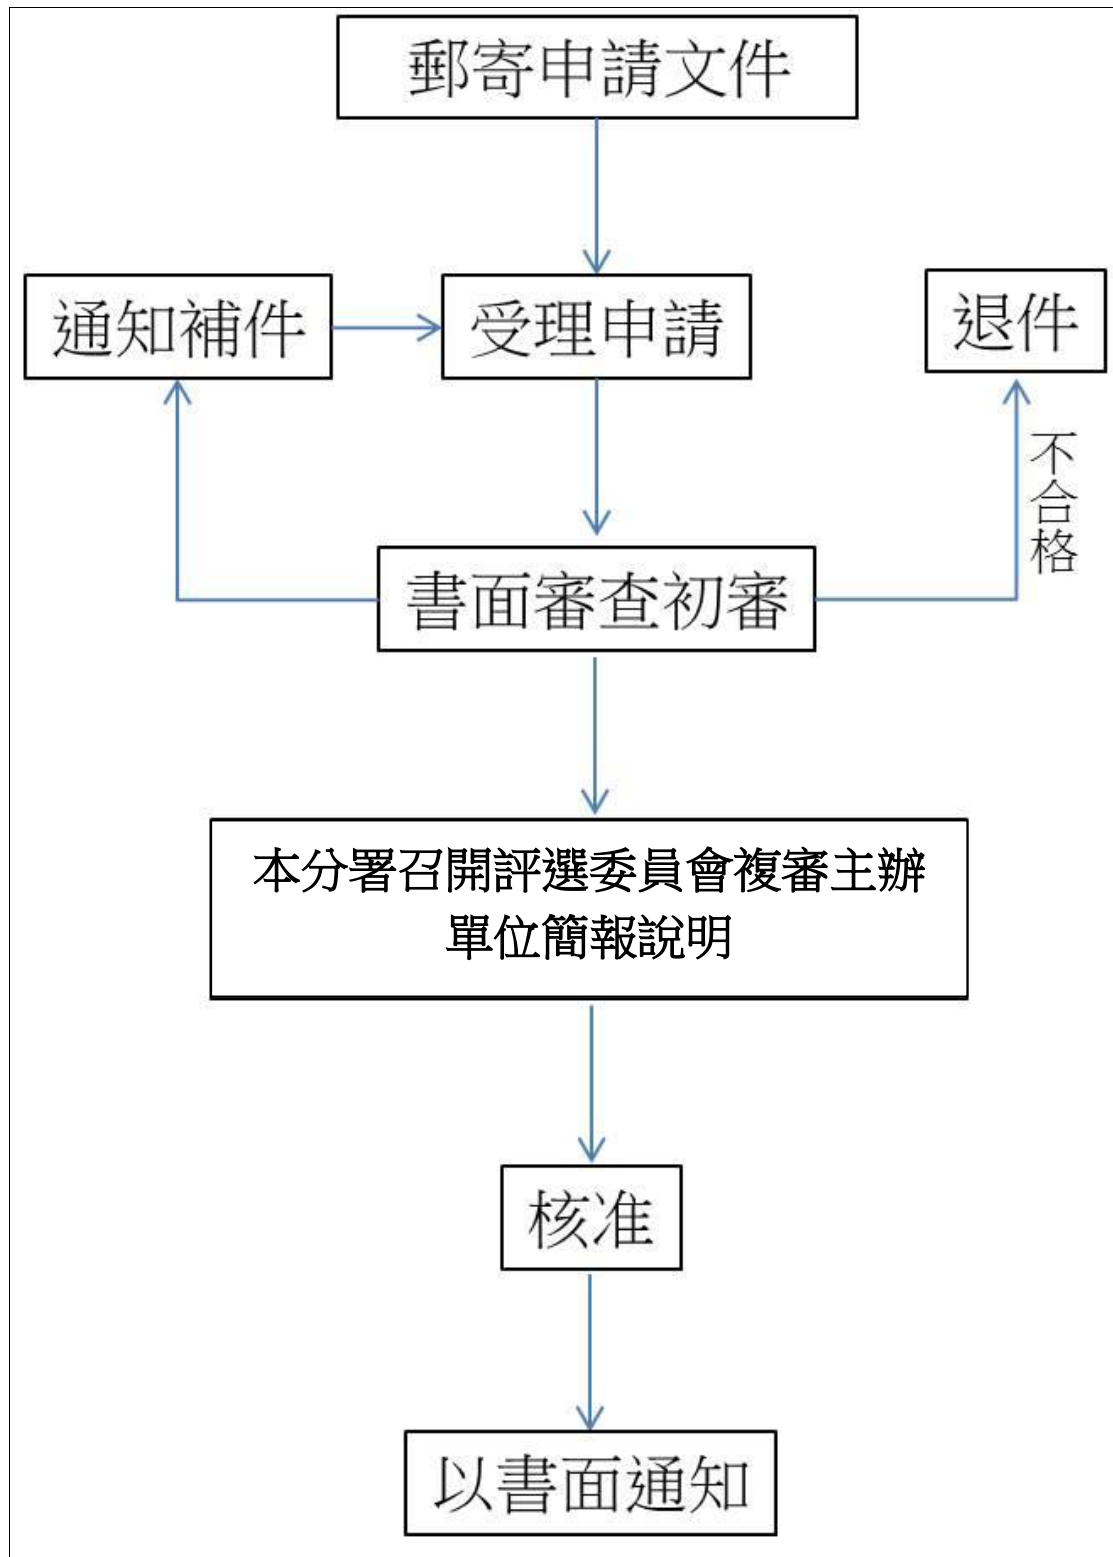 郵寄申請文件
通知補件
受理申請
退件
不合格
書面審查初審
本分署召開評選委員會複審主辦
單位簡報說明
核准
以書面通知